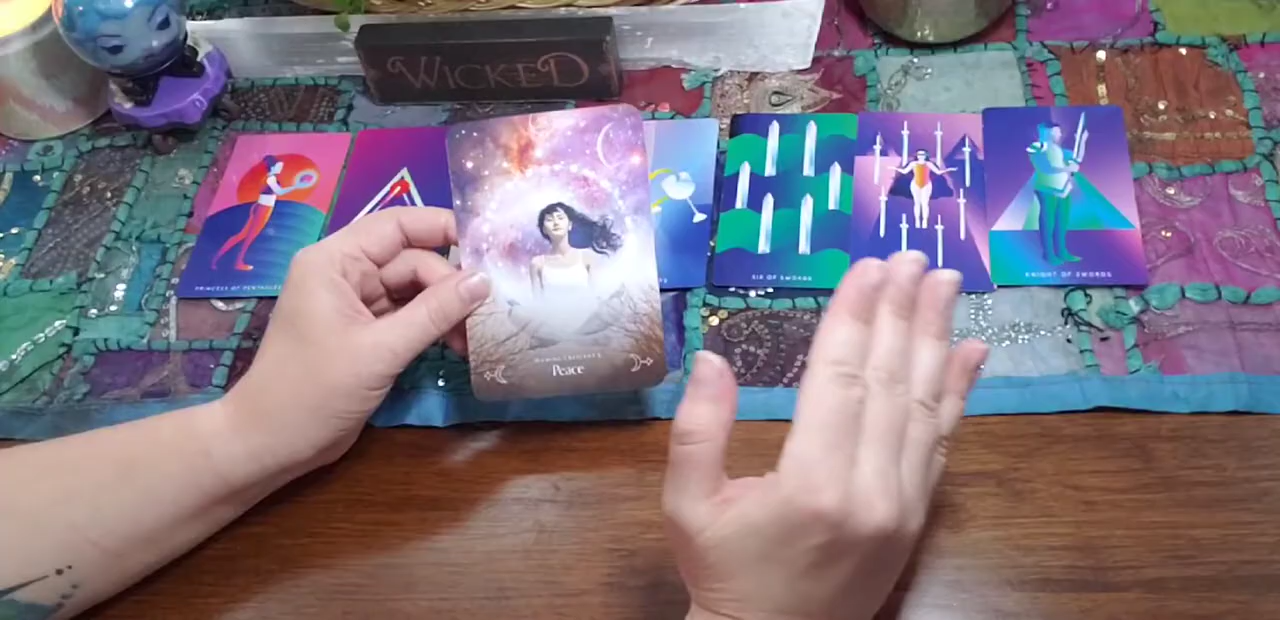 WICKED
PRINCESS OF PENTACLES
SIX OF SWORDS
KNIGHT OF SWORDS
Peace